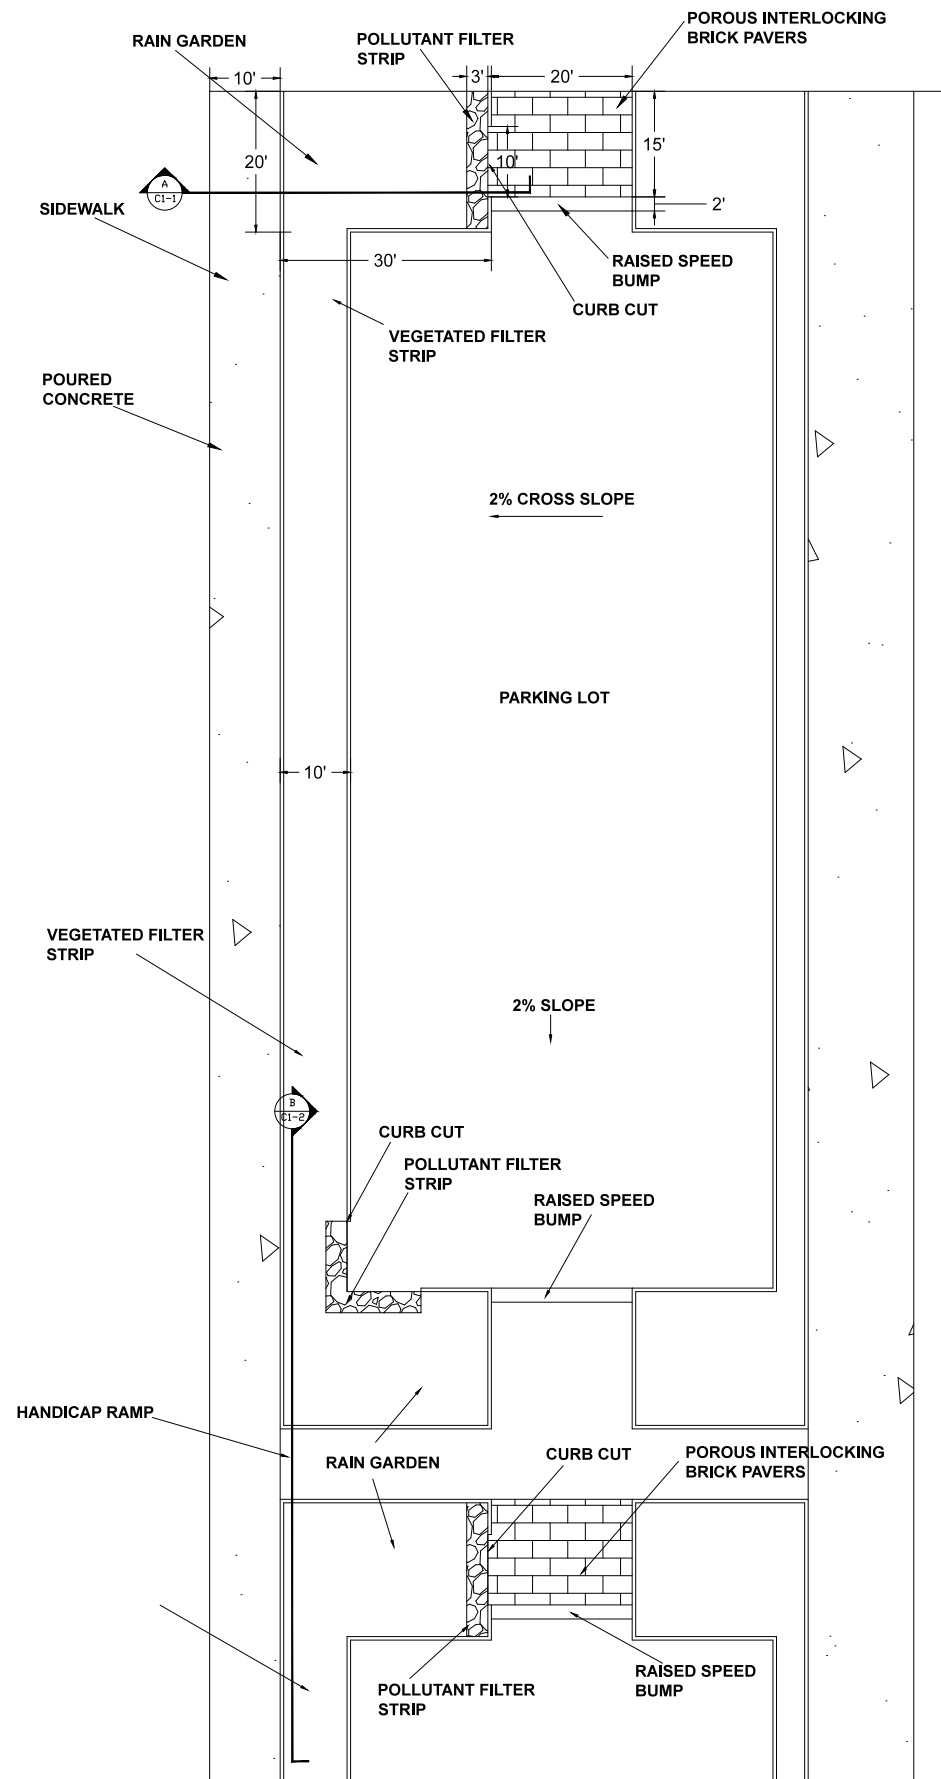 POROUS INTERLOCKING
BRICK PAVERS
RAIN GARDEN
POLLUTANT FILTER
STRIP
10'
3'
20'
20'
10'
15'
A
C1-1
2'
SIDEWALK
30'
RAISED SPEED
BUMP
CURB CUT
VEGETATED FILTER
STRIP
POURED
CONCRETE
2% CROSS SLOPE
PARKING LOT
10'
VEGETATED FILTER
STRIP
2% SLOPE
B
C1-2
CURB CUT
POLLUTANT FILTER
STRIP
RAISED SPEED
BUMP
HANDICAP RAMP
RAIN GARDEN
CURB CUT
POROUS INTERLOCKING
BRICK PAVERS
RAISED SPEED
BUMP
POLLUTANT FILTER
STRIP